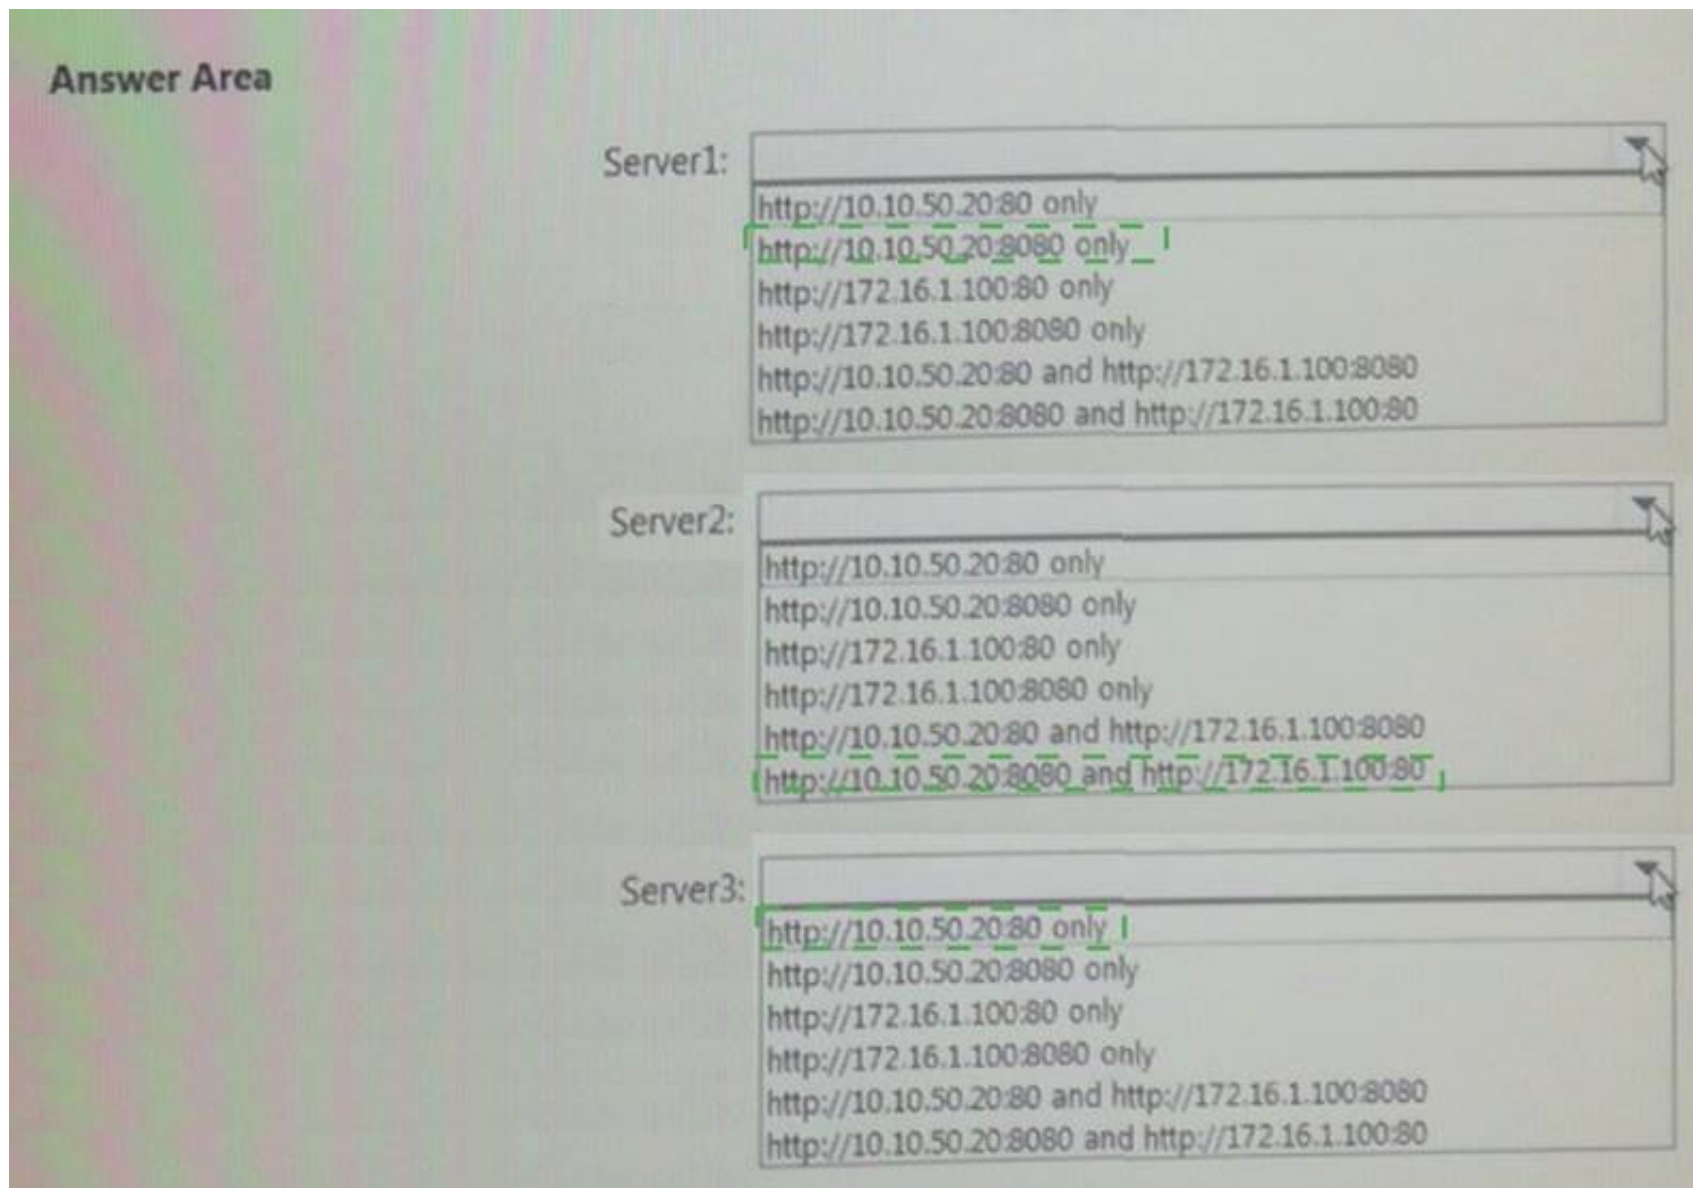 Answer Area
Server1:
http://10.10.50.20:80 only
http://10.10.50.20:8080 only
http://172.16.1.100:80 only
http://172.16.1.100:8080 only
http://10.10.50.20:80 and http://172.16.1.100:8080
http://10.10.50.20:8080 and http://172.16.1.100:80
Server2:
http://10.10.50.20:80 only
http://10.10.50.20:8080 only
http://172.16.1.100:80 only
http://172.16.1.100:8080 only
http://10.10.50.20:80 and http://172.16.1.100:8080
http://10.10.50.20:8080 and http://172.16.1.100:80
Server3:
http://10.10.50.20:80 only
http://10.10.50.20:8080 only
http://172.16.1.100:80 only
http://172.16.1.100:8080 only
http://10.10.50.20:80 and http://172.16.1.100:8080
http://10.10.50.20:8080 and http://172.16.1.100:80